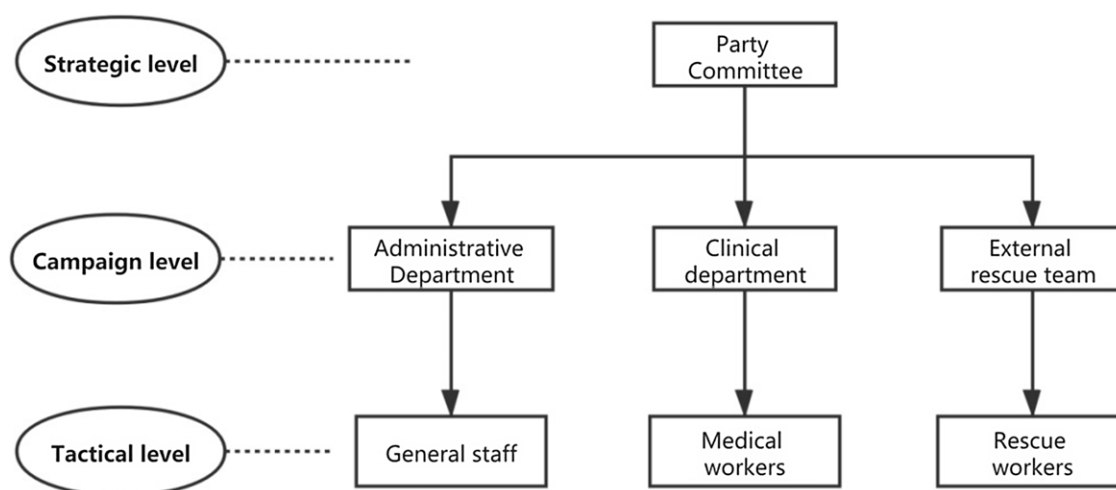 Strategic level
Party
Committee
Campaign level
Administrative
Department
Clinical
department
External
rescue team
Tactical level
General staff
Medical
workers
Rescue
workers